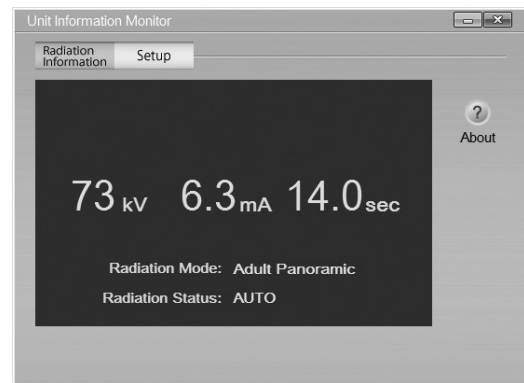 Unit Information Monitor
Radiation
Information
Setup
?
About
73 kV 6.3 mA 14.0 sec
Radiation Mode: Adult Panoramic
Radiation Status: AUTO